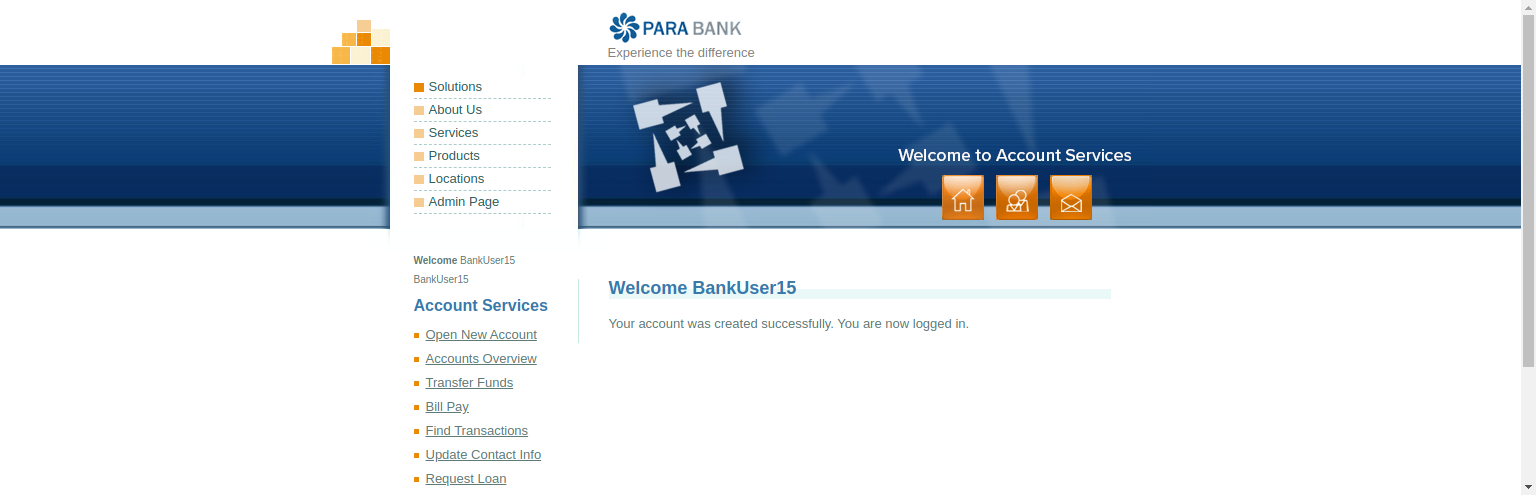 PARA BANK
Experience the difference
Solutions
About Us
Services
Products
Locations
Admin Page
Welcome to Account Services
Welcome BankUser15
BankUser15
Account Services
Open New Account
Accounts Overview
Transfer Funds
Bill Pay
Find Transactions
Update Contact Info
Request Loan
Welcome BankUser15
Your account was created successfully. You are now logged in.